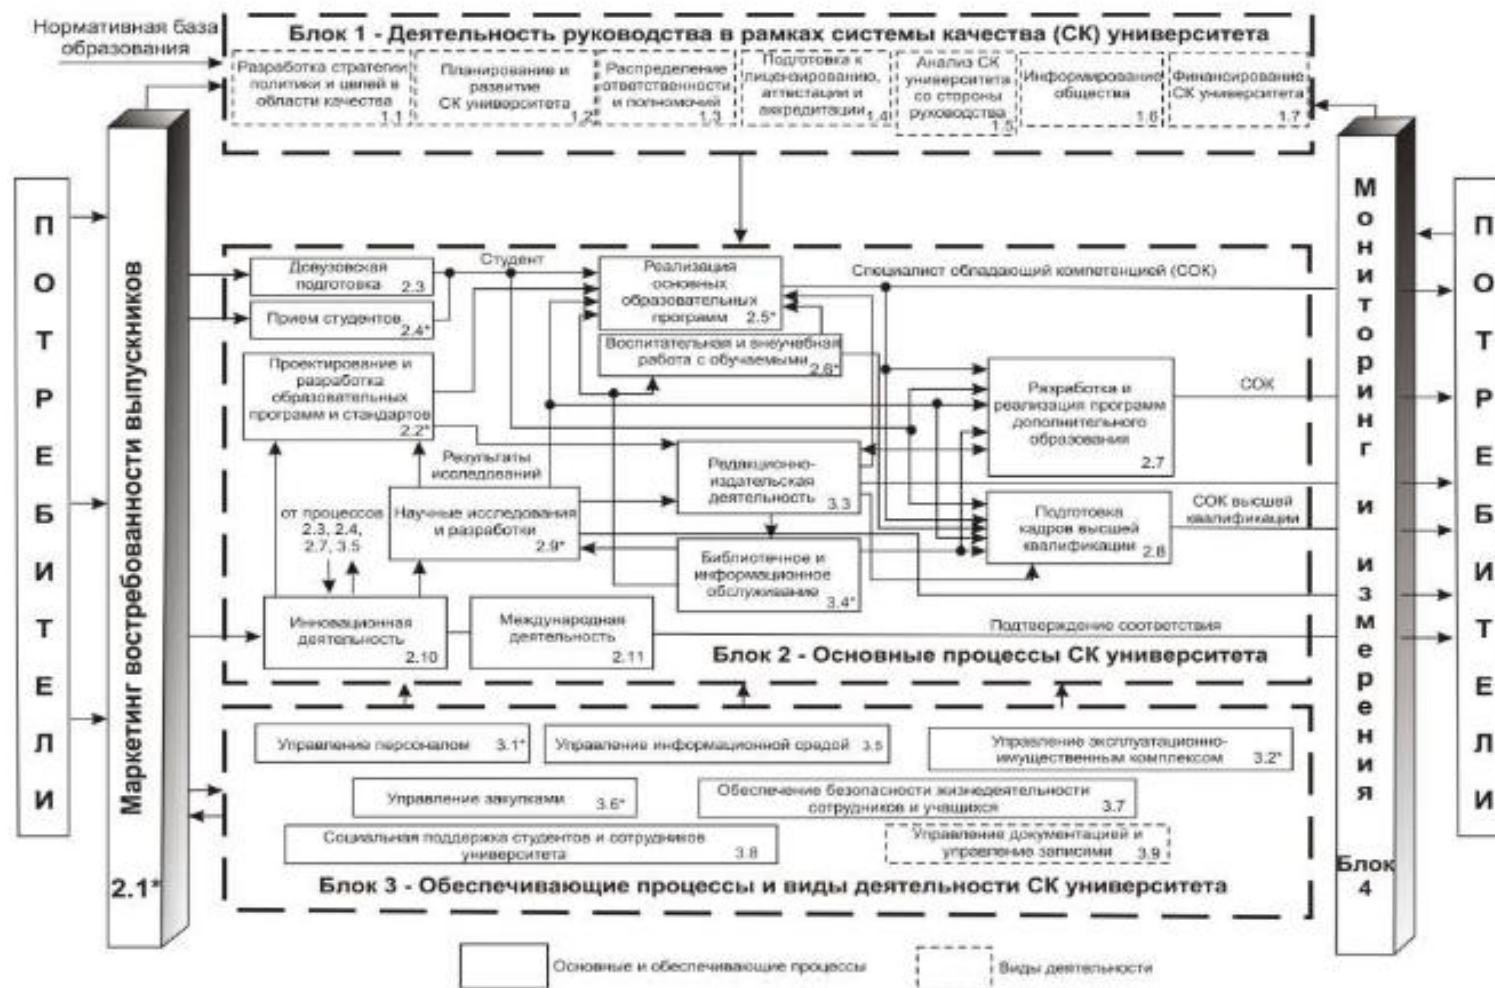 Нормативная база
образования
Блок 1 - Деятельность руководства в рамках системы качества (СК) университета
Разработка стратегии
политики и целей в
области качества
1.1
Планирование и
развитие
СК университета
1.2
Распределение
ответственности
и полномочий
1.3
Подготовка к
лицензированию,
аттестации и
аккредитации
1.4
Анализ СК
университета
со стороны
руководства
1.5
Информирование
общества
1.6
Финансирование
СК университета
1.7
ПОТРЕБИТЕЛИ
Маркетинг востребованности выпускников
2.1*
Довузовская
подготовка
2.3
Студент
Прием студентов
2.4*
Проектирование и
разработка
образовательных
программ и стандартов
2.2*
Реализация
основных
образовательных
программ
2.5*
Воспитательная и внеучебная
работа с обучаемыми
2.6*
Специалист обладающий компетенцией (СОК)
Разработка и
реализация программ
дополнительного
образования
2.7
СОК
Результаты
исследований
Редакционно-
издательская
деятельность
3.3
от процессов
2.3, 2.4,
2.7, 3.5
Научные исследования
и разработки
2.9*
Подготовка
кадров высшей
квалификации
2.8
СОК высшей
квалификации
Библиотечное и
информационное
обслуживание
3.4*
Инновационная
деятельность
2.10
Международная
деятельность
2.11
Подтверждение соответствия
Блок 2 - Основные процессы СК университета
Управление персоналом 3.1*
Управление информационной средой 3.5
Управление эксплуатационно-
имущественным комплексом
3.2*
Управление закупками 3.6*
Обеспечение безопасности жизнедеятельности
сотрудников и учащихся
3.7
Социальная поддержка студентов и сотрудников
университета
3.8
Управление документацией и
управление записями
3.9
Блок 3 - Обеспечивающие процессы и виды деятельности СК университета
Мониторинг и измерения
Блок
4
ПОТРЕБИТЕЛИ
Основные и обеспечивающие процессы
Виды деятельности